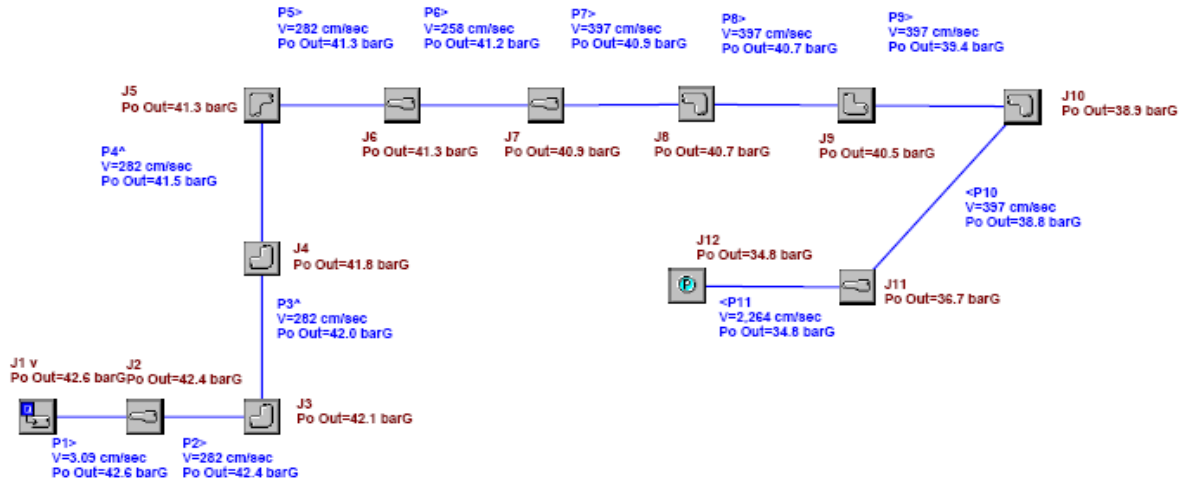 P5>
V=282 cm/sec
Po Out=41.3 barG
P6>
V=258 cm/sec
Po Out=41.2 barG
P7>
V=397 cm/sec
Po Out=40.9 barG
P8>
V=397 cm/sec
Po Out=40.7 barG
P9>
V=397 cm/sec
Po Out=39.4 barG
J5
Po Out=41.3 barG
J6
Po Out=41.3 barG
J7
Po Out=40.9 barG
J8
Po Out=40.7 barG
J9
Po Out=40.5 barG
J10
Po Out=38.9 barG
P4^
V=282 cm/sec
Po Out=41.5 barG
<P10
V=397 cm/sec
Po Out=38.8 barG
J4
Po Out=41.8 barG
J12
Po Out=34.8 barG
P
J11
Po Out=36.7 barG
P3^
V=282 cm/sec
Po Out=42.0 barG
<P11
V=2,264 cm/sec
Po Out=34.8 barG
J1 v
Po Out=42.6 barG
J2
Po Out=42.4 barG
J3
Po Out=42.1 barG
P1>
V=3.09 cm/sec
Po Out=42.6 barG
P2>
V=282 cm/sec
Po Out=42.4 barG